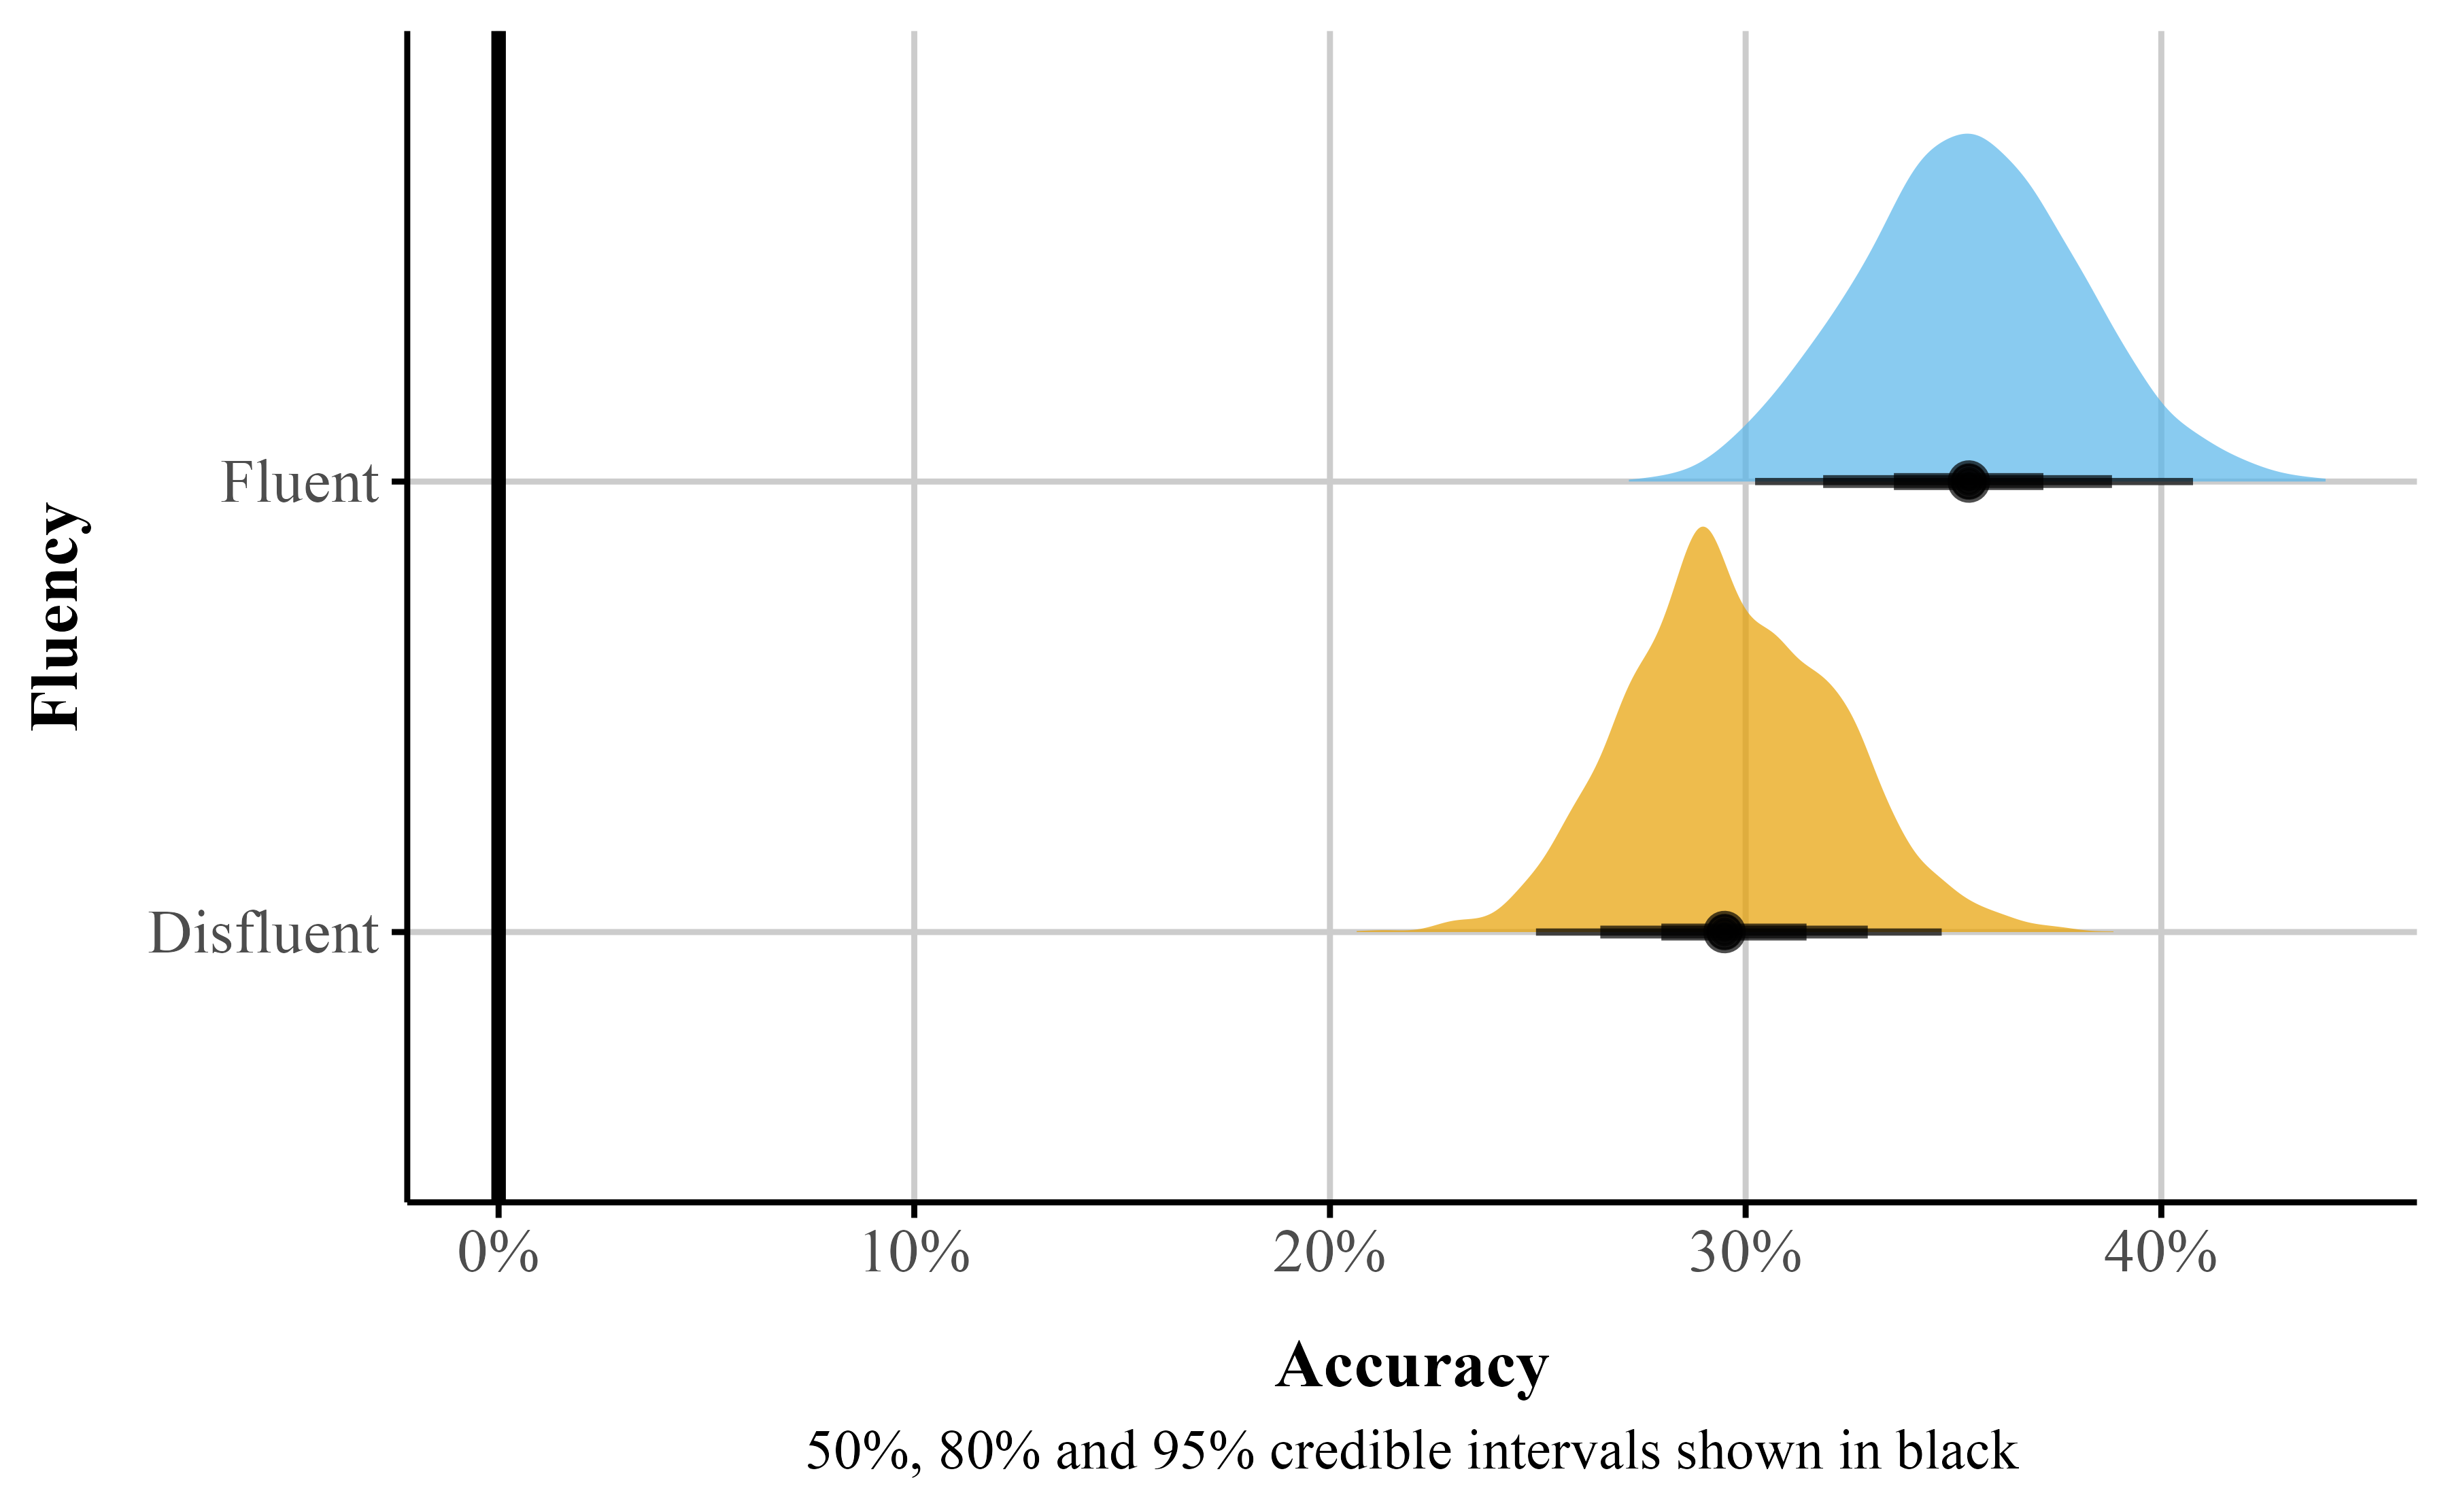 Fluency
Fluent
Disfluent
0% 10% 20% 30% 40%
Accuracy
50%, 80% and 95% credible intervals shown in black